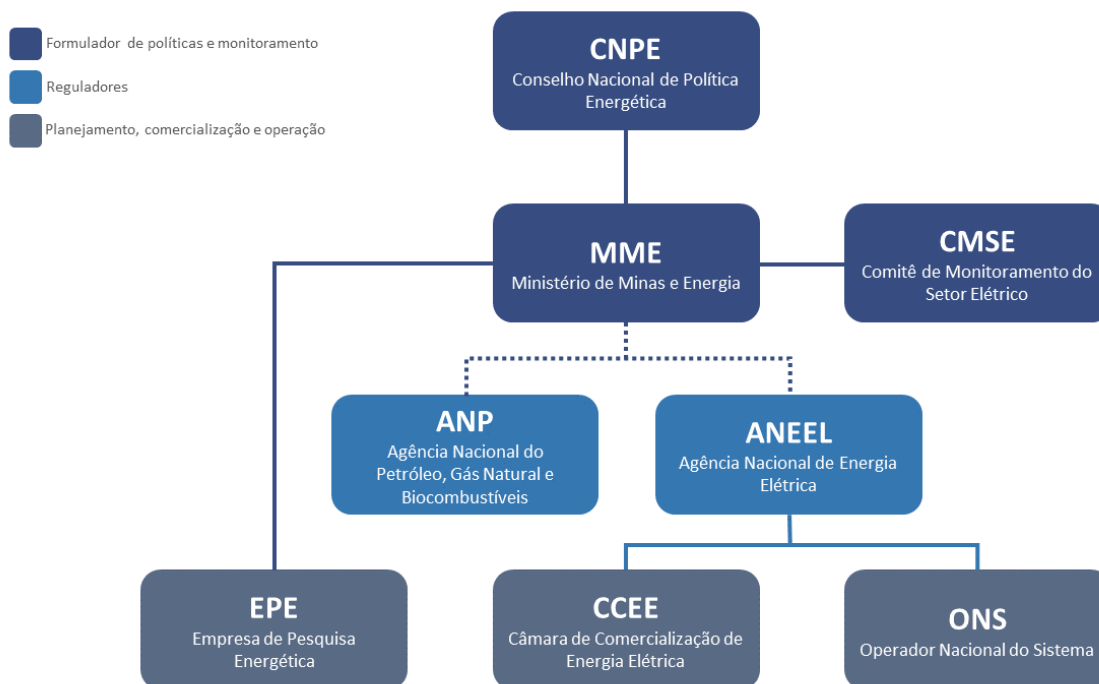 Formulador de políticas e monitoramento
Reguladores
Planejamento, comercialização e operação
CNPE
Conselho Nacional de Política
Energética
MME
Ministério de Minas e Energia
CMSE
Comitê de Monitoramento do
Setor Elétrico
ANP
Agência Nacional do
Petróleo, Gás Natural e
Biocombustíveis
ANEEL
Agência Nacional de Energia
Elétrica
EPE
Empresa de Pesquisa
Energética
CCEE
Câmara de Comercialização de
Energia Elétrica
ONS
Operador Nacional do Sistema